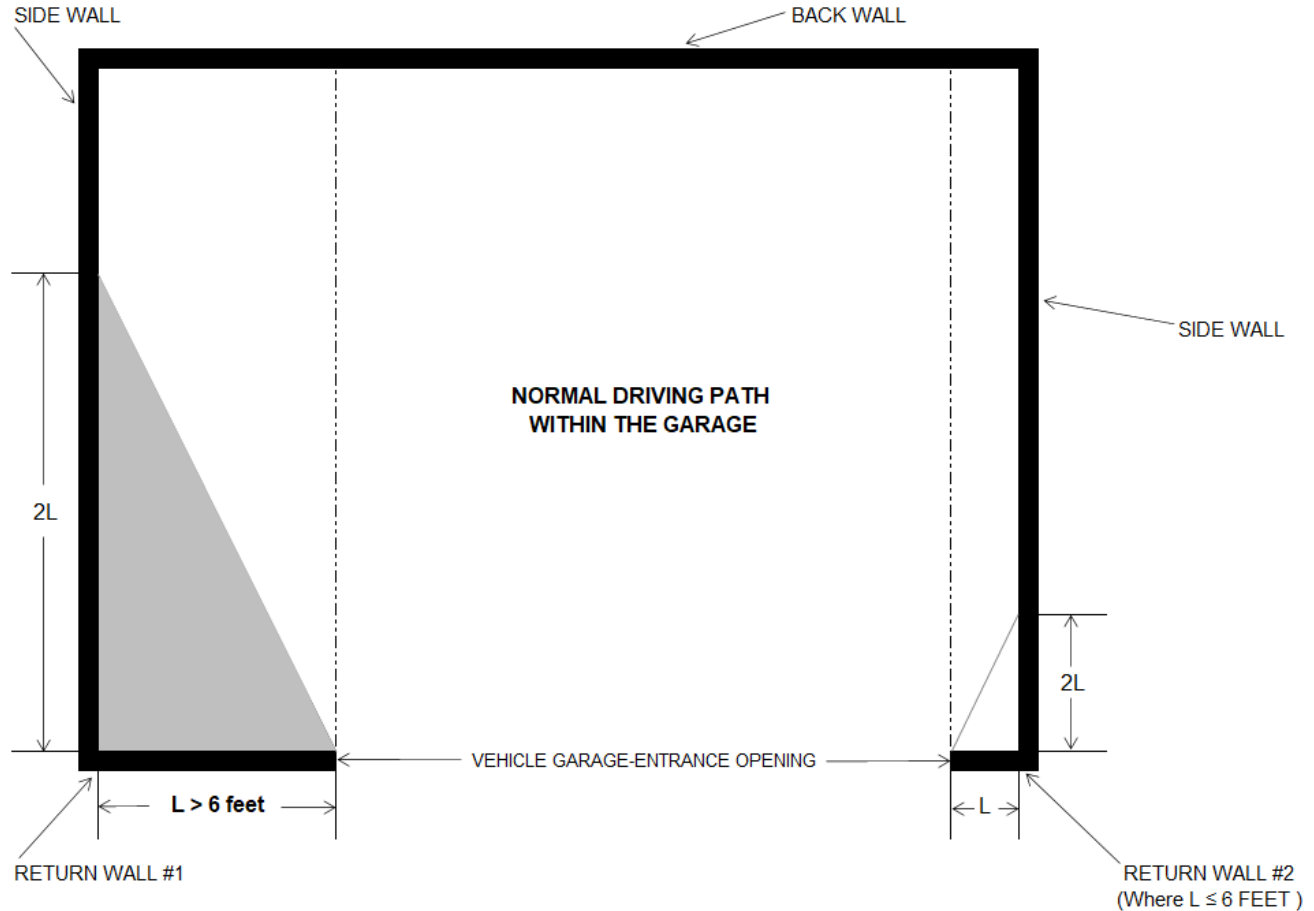 SIDE WALL
BACK WALL
SIDE WALL
NORMAL DRIVING PATH
WITHIN THE GARAGE
2L
2L
VEHICLE GARAGE-ENTRANCE OPENING
L > 6 feet
L
RETURN WALL #1
RETURN WALL #2
(Where L ≤ 6 FEET )